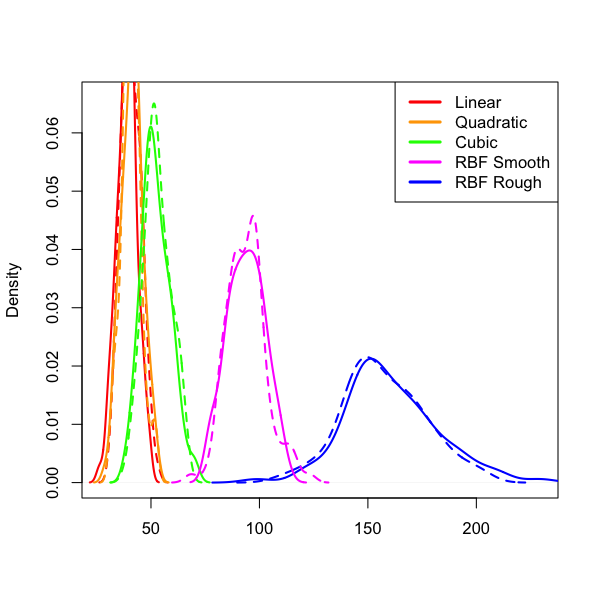 Linear
Quadratic
Cubic
RBF Smooth
RBF Rough
Density
0.06
0.05
0.04
0.03
0.02
0.01
0.00
50 100 150 200